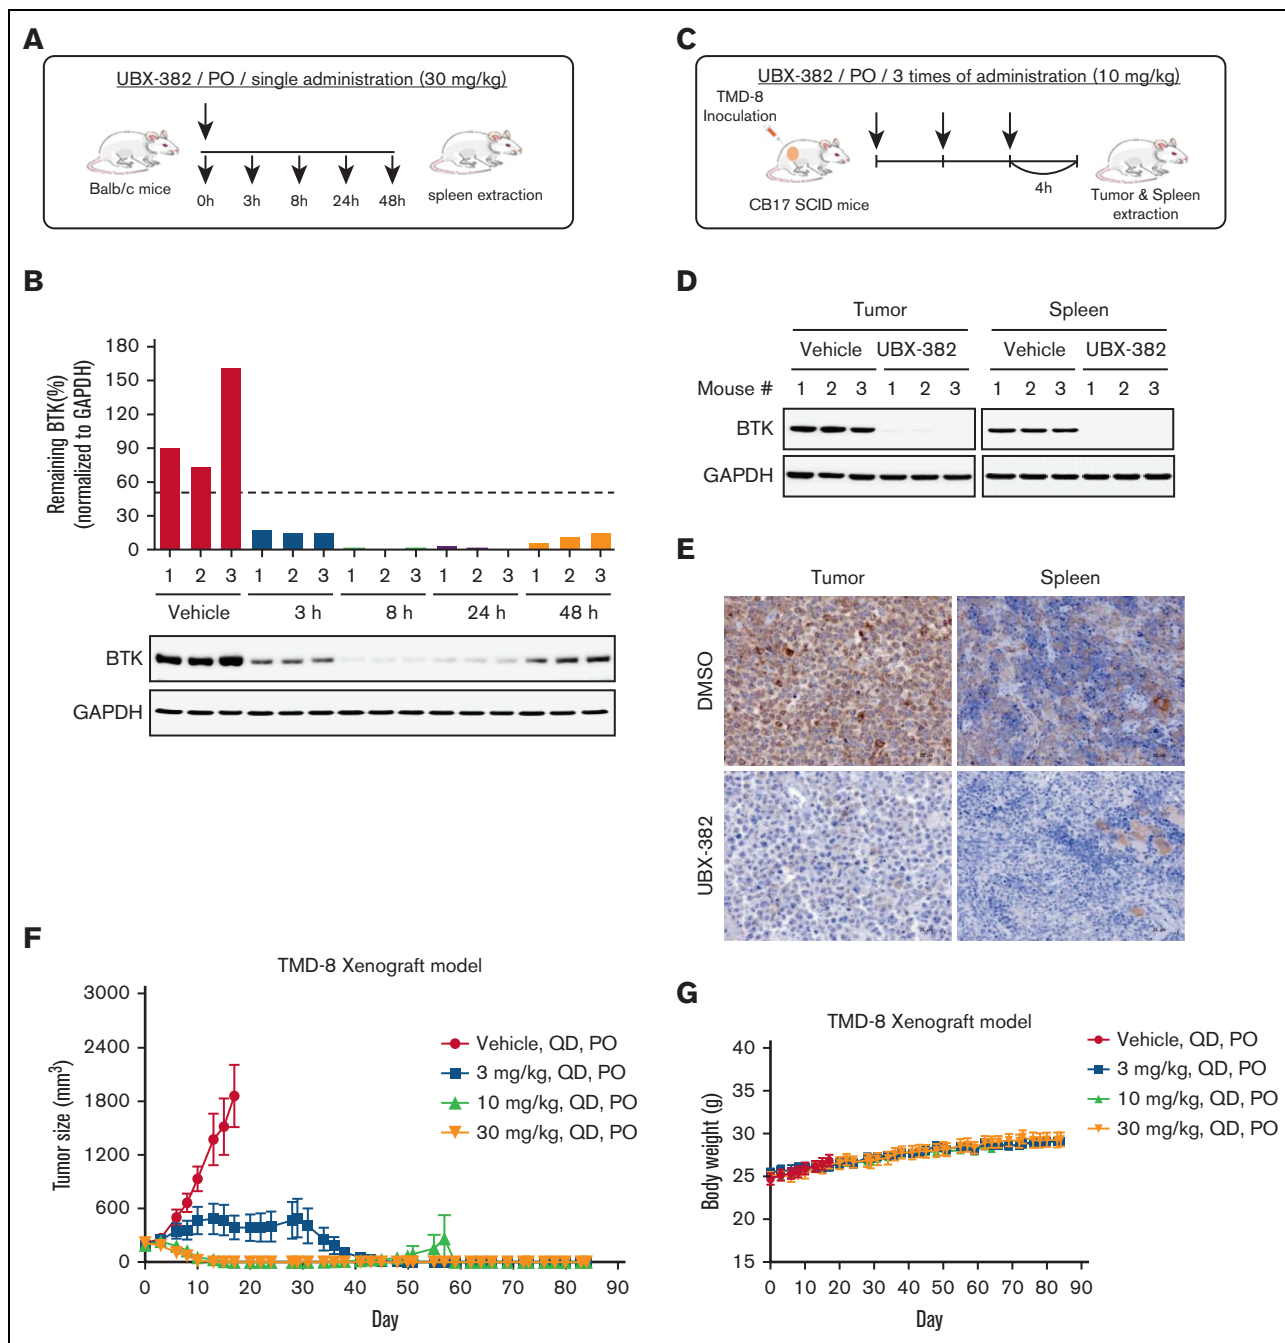 A
UBX-382 / PO / single administration (30 mg/kg)
Balb/c mice
0h 3h 8h 24h 48h
spleen extraction
C
UBX-382 / PO / 3 times of administration (10 mg/kg)
TMD-8
Inoculation
CB17 SCID mice
4h
Tumor & Spleen
extraction
B
Remaining BTK(%)
(normalized to GAPDH)
180
150
120
90
60
30
0
1 2 3 1 2 3 1 2 3 1 2 3 1 2 3
Vehicle 3 h 8 h 24 h 48 h
BTK
GAPDH
D
Tumor Spleen
Vehicle UBX-382 Vehicle UBX-382
Mouse # 1 2 3 1 2 3 1 2 3 1 2 3
BTK
GAPDH
E
Tumor Spleen
DMSO
UBX-382
F
TMD-8 Xenograft model
Tumor size (mm³)
3000
2400
1800
1200
600
0
0 10 20 30 40 50 60 70 80 90
Day
Vehicle, QD, PO
3 mg/kg, QD, PO
10 mg/kg, QD, PO
30 mg/kg, QD, PO
G
TMD-8 Xenograft model
Body weight (g)
40
35
30
25
20
15
0 10 20 30 40 50 60 70 80 90
Day
Vehicle, QD, PO
3 mg/kg, QD, PO
10 mg/kg, QD, PO
30 mg/kg, QD, PO